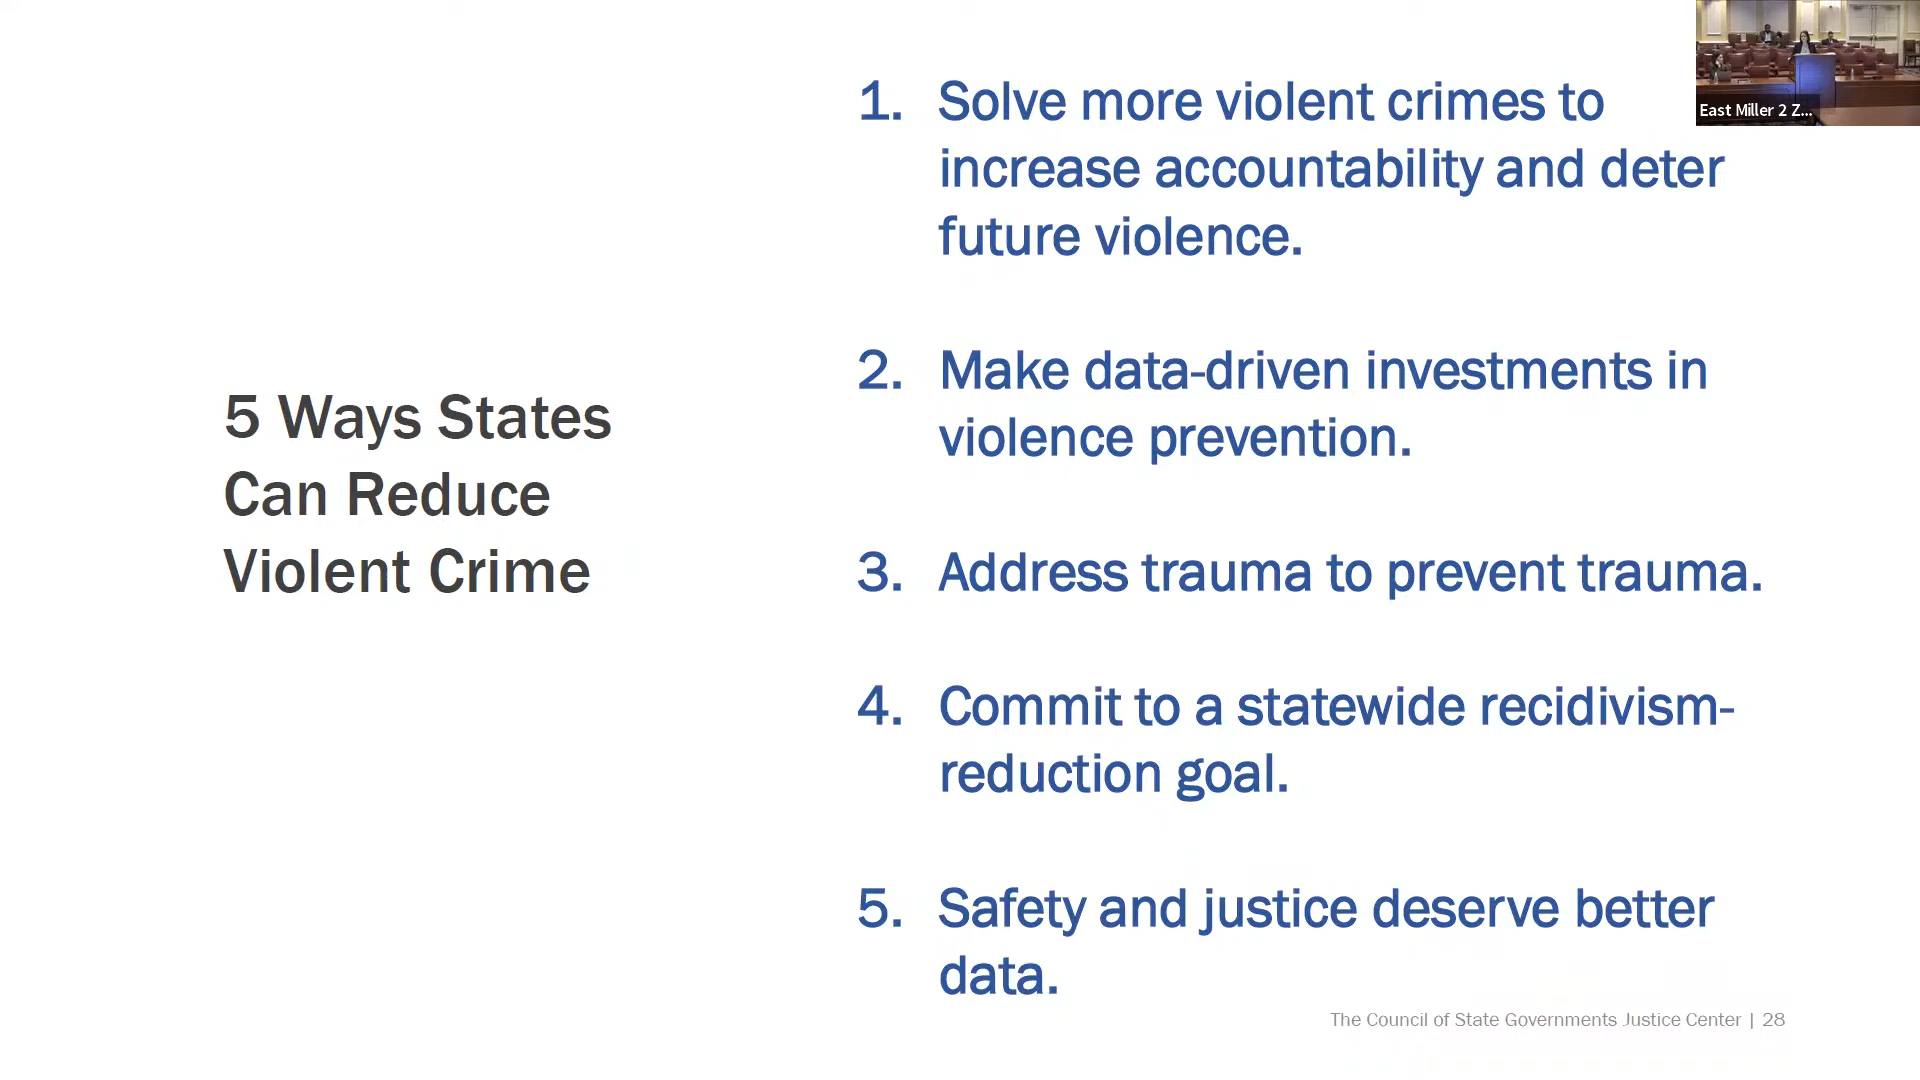 East Miller 2 Z...
5 Ways States
Can Reduce
Violent Crime
1. Solve more violent crimes to
increase accountability and deter
future violence.
2. Make data-driven investments in
violence prevention.
3. Address trauma to prevent trauma.
4. Commit to a statewide recidivism-
reduction goal.
5. Safety and justice deserve better
data.
The Council of State Governments Justice Center | 28